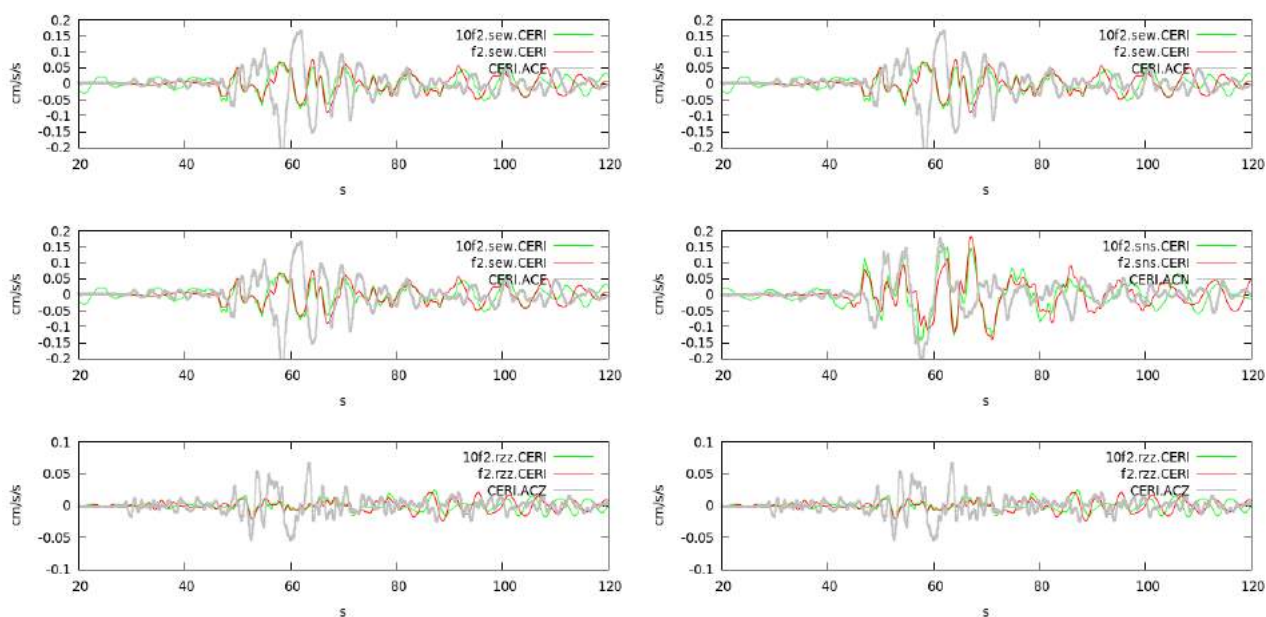 0.2 0.15 0.1 0.05 0 -0.05 -0.1 -0.15 -0.2
cm/s/s
10f2.sew.CERI
f2.sew.CERI
CERI.ACE
20 40 60 80 100 120
s
0.2 0.15 0.1 0.05 0 -0.05 -0.1 -0.15 -0.2
cm/s/s
10f2.sew.CERI
f2.sew.CERI
CERI.ACE
20 40 60 80 100 120
s
0.2 0.15 0.1 0.05 0 -0.05 -0.1 -0.15 -0.2
cm/s/s
10f2.sew.CERI
f2.sew.CERI
CERI.ACE
20 40 60 80 100 120
s
0.2 0.15 0.1 0.05 0 -0.05 -0.1 -0.15 -0.2
cm/s/s
10f2.sns.CERI
f2.sns.CERI
CERI.ACN
20 40 60 80 100 120
s
0.1 0.05 0 -0.05 -0.1
cm/s/s
10f2.rzz.CERI
f2.rzz.CERI
CERI.ACZ
20 40 60 80 100 120
s
0.1 0.05 0 -0.05 -0.1
cm/s/s
10f2.rzz.CERI
f2.rzz.CERI
CERI.ACZ
20 40 60 80 100 120
s